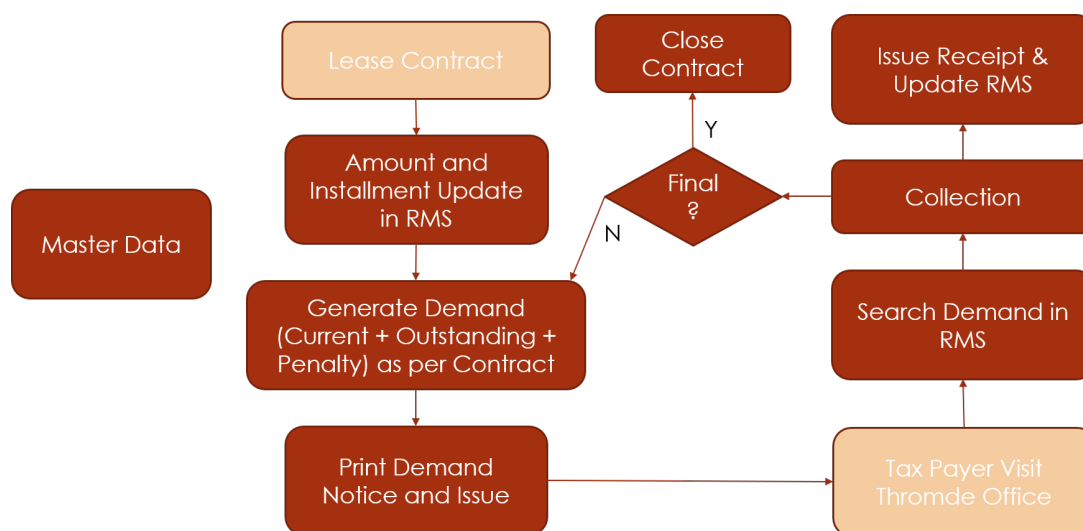 Lease Contract
Close
Contract
Issue Receipt &
Update RMS
Y
Amount and
Installment Update
in RMS
Final
?
Collection
Master Data
N
Generate Demand
(Current + Outstanding +
Penalty) as per Contract
Search Demand in
RMS
Print Demand
Notice and Issue
Tax Payer Visit
Thromde Office